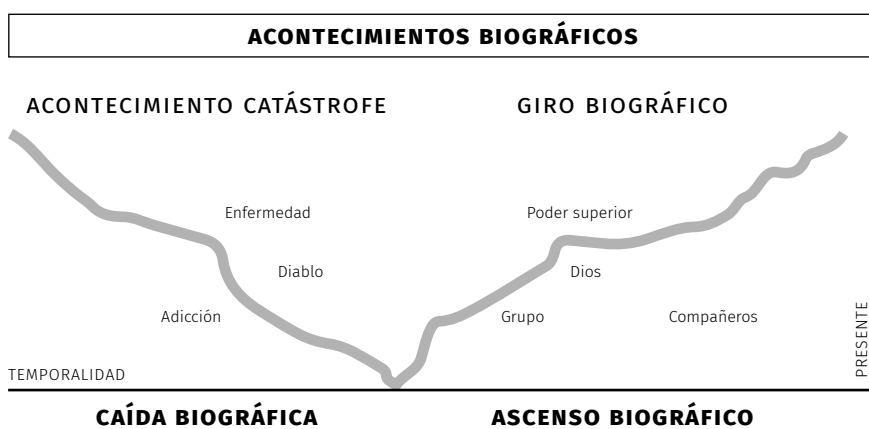 ACONTECIMIENTOS BIOGRÁFICOS
ACONTECIMIENTO CATÁSTROFE
GIRO BIOGRÁFICO
Enfermedad
Poder superior
Diablo
Dios
Adicción
Grupo
Compañeros
PRESENTE
TEMPORALIDAD
CAÍDA BIOGRÁFICA
ASCENSO BIOGRÁFICO